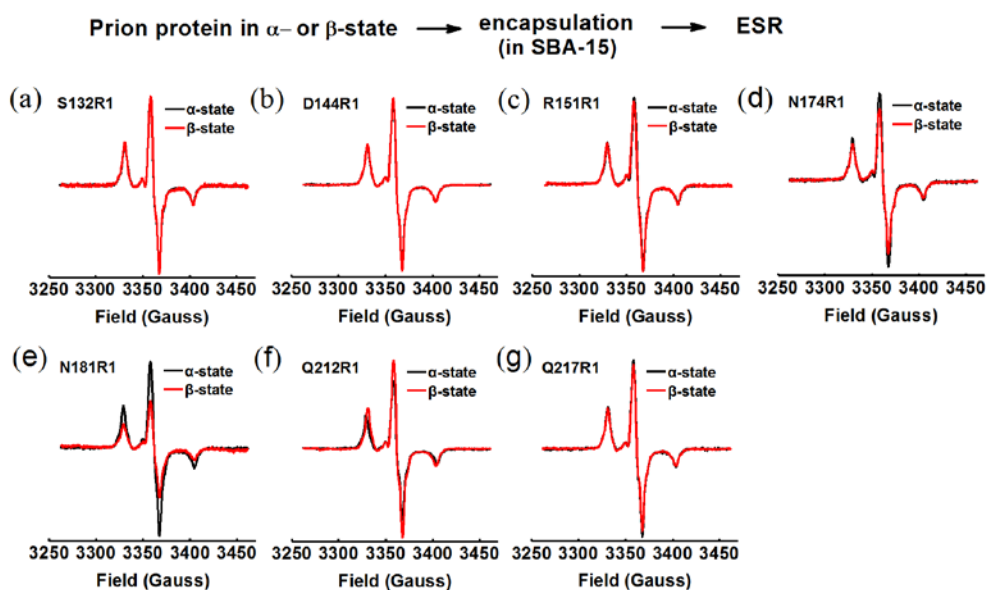 Prion protein in α– or β-state → encapsulation → ESR
(in SBA-15)
(a) S132R1
α-state
β-state
3250 3300 3350 3400 3450
Field (Gauss)
(b) D144R1
α-state
β-state
3250 3300 3350 3400 3450
Field (Gauss)
(c) R151R1
α-state
β-state
3250 3300 3350 3400 3450
Field (Gauss)
(d) N174R1
α-state
β-state
3250 3300 3350 3400 3450
Field (Gauss)
(e) N181R1
α-state
β-state
3250 3300 3350 3400 3450
Field (Gauss)
(f) Q212R1
α-state
β-state
3250 3300 3350 3400 3450
Field (Gauss)
(g) Q217R1
α-state
β-state
3250 3300 3350 3400 3450
Field (Gauss)